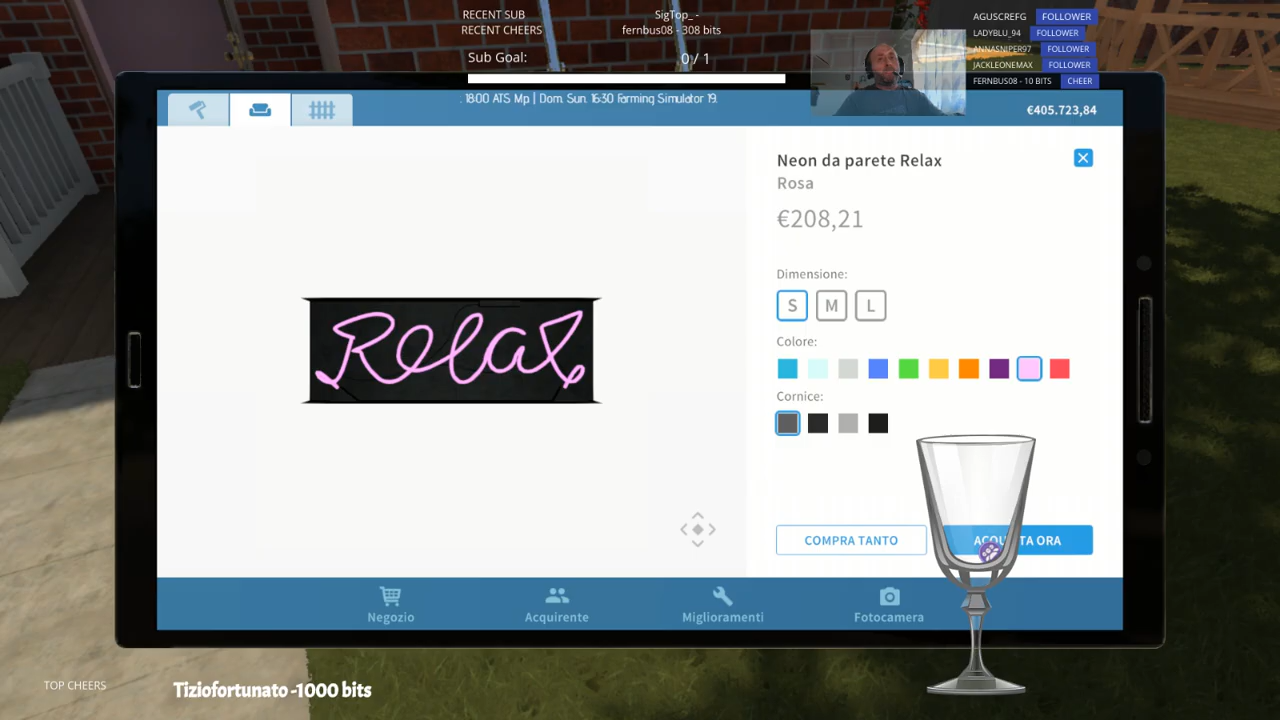 RECENT SUB
SigTop_ -
RECENT CHEERS
fernbus08 - 308 bits
Sub Goal:
0 / 1
AGUSCREFG FOLLOWER
LADYBLU_94 FOLLOWER
ANNASNIPER97 FOLLOWER
JACKLEONEMAX FOLLOWER
FERNBUS08 - 10 BITS CHEER
. 18:00 ATS Mp | Dom. Sun. 16:30 Farming Simulator 19.
€405.723,84
Neon da parete Relax
Rosa
€208,21
Relax
Dimensione:
S M L
Colore:
Cornice:
COMPRA TANTO
ACQUISTA ORA
Negozio
Acquirente
Miglioramenti
Fotocamera
TOP CHEERS
Tiziofortunato -1000 bits